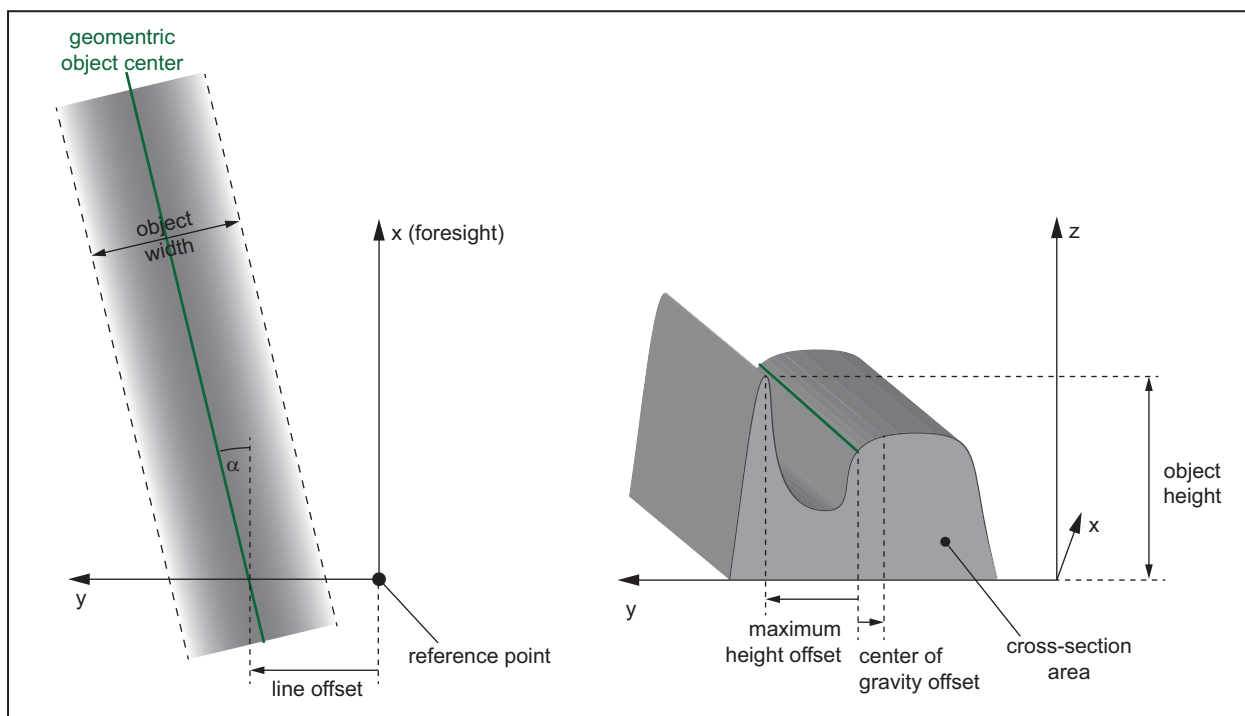 geomentric
object center
object
width
x (foresight)
α
y
reference point
line offset
z
object
height
x
y
maximum
height offset
center of
gravity offset
cross-section
area